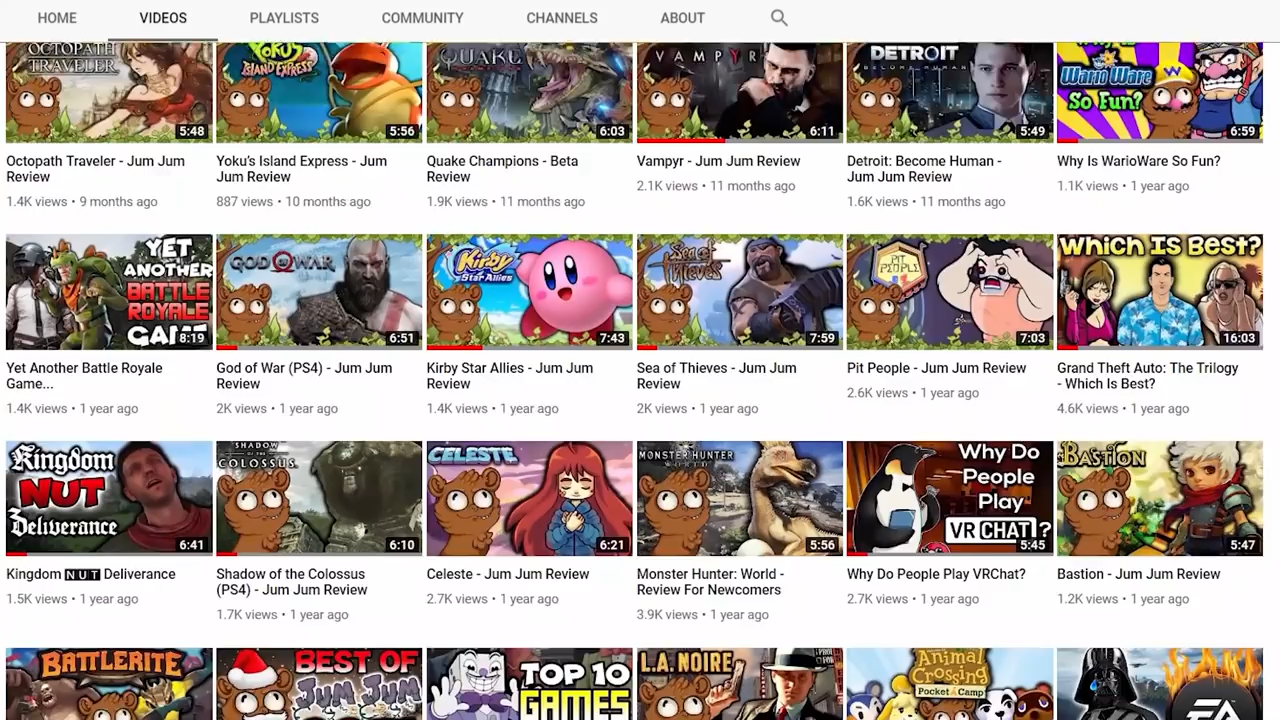 HOME VIDEOS PLAYLISTS COMMUNITY CHANNELS ABOUT
OCTOPATH
TRAVELER
5:48
YOKU'S
ISLAND EXPRESS
5:56
QUAKE
6:03
VAMPYR
6:11
DETROIT
BECOME HUMAN
5:49
Wario Ware
So Fun?
6:59
Octopath Traveler - Jum Jum
Review
1.4K views • 9 months ago
Yoku's Island Express - Jum
Jum Review
887 views • 10 months ago
Quake Champions - Beta
Review
1.9K views • 11 months ago
Vampyr - Jum Jum Review
2.1K views • 11 months ago
Detroit: Become Human -
Jum Jum Review
1.6K views • 11 months ago
Why Is WarioWare So Fun?
1.1K views • 1 year ago
YET
ANOTHER
BATTLE
ROYALE
GAME
8:19
GOD OF WAR
6:51
Kirby
Star Allies
7:43
Sea of
Thieves
7:59
PIT
PEOPLE
7:03
Which Is Best?
16:03
Yet Another Battle Royale
Game...
1.4K views • 1 year ago
God of War (PS4) - Jum Jum
Review
2K views • 1 year ago
Kirby Star Allies - Jum Jum
Review
1.4K views • 1 year ago
Sea of Thieves - Jum Jum
Review
2K views • 1 year ago
Pit People - Jum Jum Review
2.6K views • 1 year ago
Grand Theft Auto: The Trilogy
- Which Is Best?
4.6K views • 1 year ago
Kingdom
NUT
Deliverance
6:41
SHADOW
OF THE
COLOSSUS
6:10
CELESTE
6:21
MONSTER HUNTER
WORLD
5:56
Why Do
People
Play
VRCHAT?
5:45
BASTION
5:47
Kingdom NUT Deliverance
1.5K views • 1 year ago
Shadow of the Colossus
(PS4) - Jum Jum Review
1.7K views • 1 year ago
Celeste - Jum Jum Review
2.7K views • 1 year ago
Monster Hunter: World -
Review For Newcomers
3.9K views • 1 year ago
Why Do People Play VRChat?
2.7K views • 1 year ago
Bastion - Jum Jum Review
1.2K views • 1 year ago
BATTLERITE
BEST OF
JUM JUM
TOP 10
GAMES
L.A. NOIRE
Animal
Crossing
Pocket Camp
EA